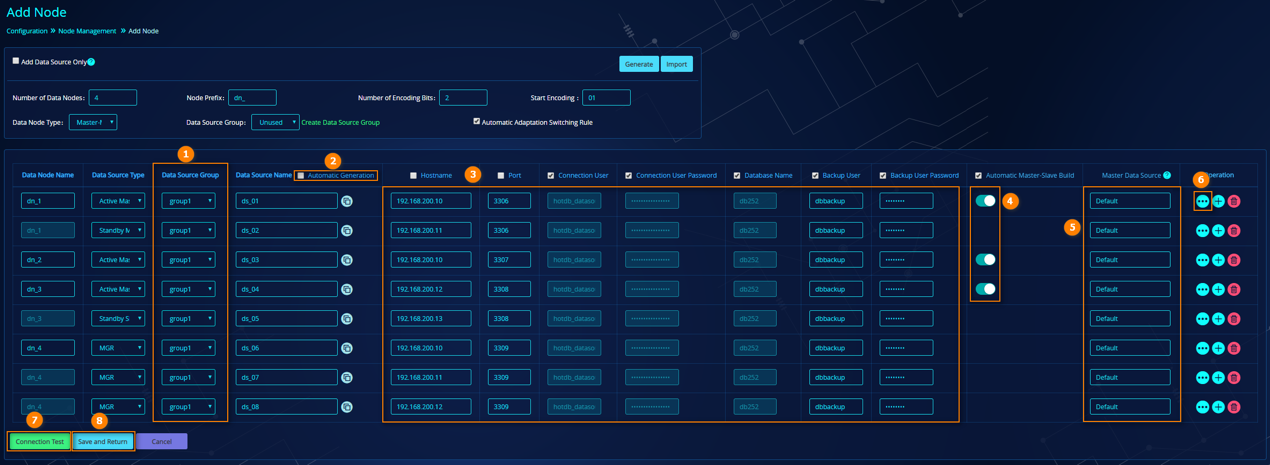 Add Node
Configuration » Node Management » Add Node
Add Data Source Only ? Generate Import
Number of Data Nodes: 4 Node Prefix: dn_ Number of Encoding Bits: 2 Start Encoding : 01
Data Node Type: Master-M Data Source Group: Unused Create Data Source Group Automatic Adaptation Switching Rule
1 2 3
Data Node Name Data Source Type Data Source Group Data Source Name Automatic Generation Hostname Port Connection User Connection User Password Database Name Backup User Backup User Password Automatic Master-Slave Build Master Data Source ? 6 Operation
dn_1 Active Mas group1 ds_01 192.168.200.10 3306 hotdb_dataso •••••••••••••••• db252 dbbackup •••••••• 4 Default
dn_1 Standby M group1 ds_02 192.168.200.11 3306 hotdb_dataso •••••••••••••••• db252 dbbackup •••••••• 5 Default
dn_2 Active Mas group1 ds_03 192.168.200.10 3307 hotdb_dataso •••••••••••••••• db252 dbbackup •••••••• Default
dn_3 Active Mas group1 ds_04 192.168.200.12 3308 hotdb_dataso •••••••••••••••• db252 dbbackup •••••••• Default
dn_3 Standby S group1 ds_05 192.168.200.13 3308 hotdb_dataso •••••••••••••••• db252 dbbackup •••••••• Default
dn_4 MGR group1 ds_06 192.168.200.10 3309 hotdb_dataso •••••••••••••••• db252 dbbackup •••••••• Default
dn_4 MGR group1 ds_07 192.168.200.11 3309 hotdb_dataso •••••••••••••••• db252 dbbackup •••••••• Default
dn_4 MGR group1 ds_08 192.168.200.12 3309 hotdb_dataso •••••••••••••••• db252 dbbackup •••••••• Default
7 8
Connection Test Save and Return Cancel